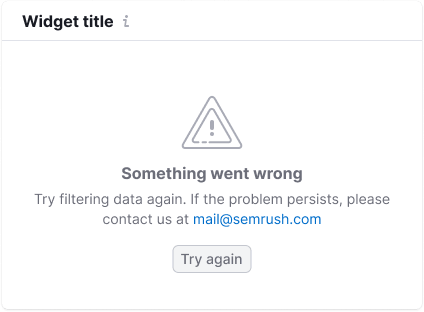 Widget title
Something went wrong
Try filtering data again. If the problem persists, please
contact us at mail@semrush.com
Try again